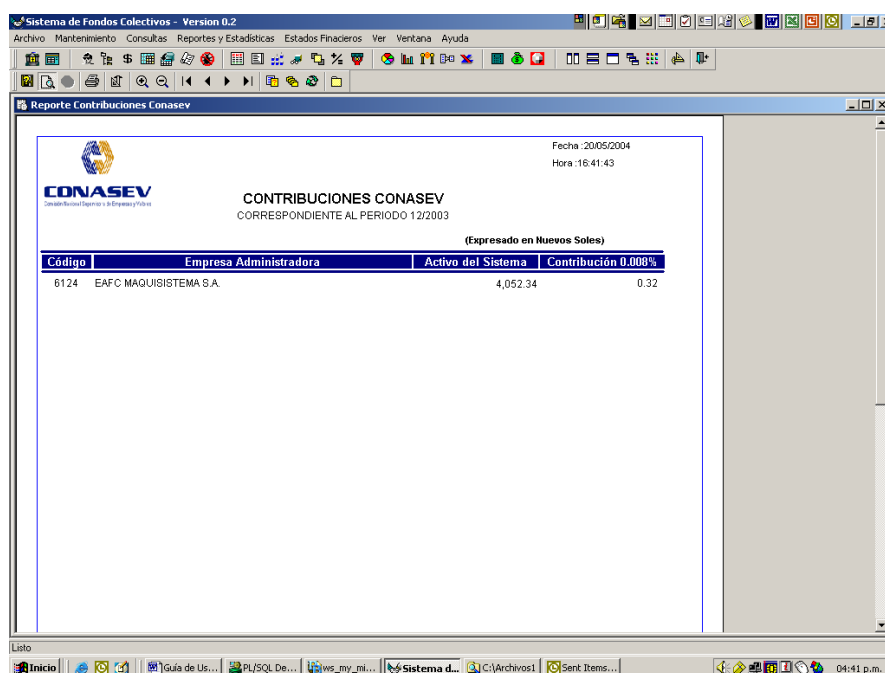 Sistema de Fondos Colectivos - Version 0.2
Archivo Mantenimiento Consultas Reportes y Estadísticas Estados Finacieros Ver Ventana Ayuda
Reporte Contribuciones Conasev
Fecha :20/05/2004
Hora :16:41:43
CONASEV
CONTRIBUCIONES CONASEV
CORRESPONDIENTE AL PERIODO 12/2003
(Expresado en Nuevos Soles)
Código Empresa Administradora Activo del Sistema Contribución 0.008%
6124 EAFC MAQUISISTEMA S.A. 4,052.34 0.32
Listo
Inicio Guía de Us... PL/SQL De... ws_my_mi... Sistema d... C:\Archivos1 Sent Items... 04:41 p.m.